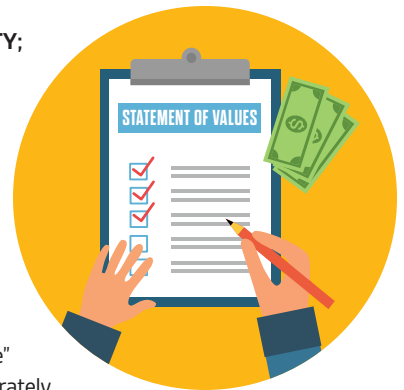 TY;
STATEMENT OF VALUES
e"
rately